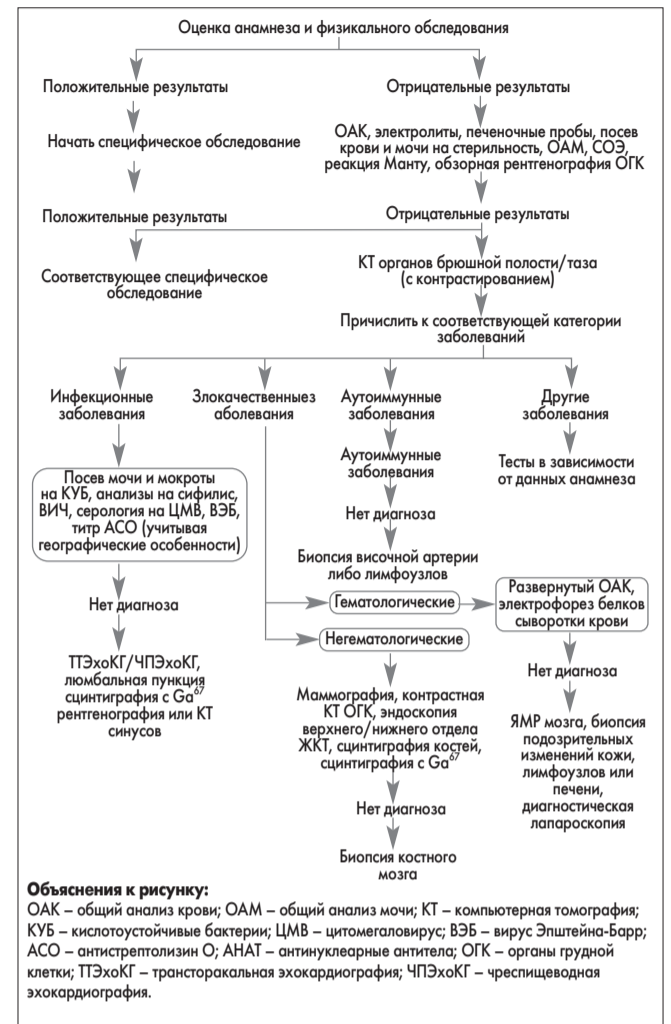 Оценка анамнеза и физикального обследования
Положительные результаты
Отрицательные результаты
Начать специфическое обследование
ОАК, электролиты, печеночные пробы, посев
крови и мочи на стерильность, ОАМ, СОЭ,
реакция Манту, обзорная рентгенография ОГК
Положительные результаты
Отрицательные результаты
Соответствующее специфическое
обследование
КТ органов брюшной полости/таза
(с контрастированием)
Причислить к соответствующей категории
заболеваний
Инфекционные
заболевания
Злокачественныез
аболевания
Аутоиммунные
заболевания
Другие
заболевания
Посев мочи и мокроты
на КУБ, анализы на сифилис,
ВИЧ, серология на ЦМВ, ВЭБ,
титр АСО (учитывая
географические особенности)
Аутоиммунные
заболевания
Тесты в зависимости
от данных анамнеза
Нет диагноза
Биопсия височной артерии
либо лимфоузлов
Гематологические
Развернутый ОАК,
электрофорез белков
сыворотки крови
Нет диагноза
Негематологические
ТТЭхоКГ/ЧПЭхоКГ,
люмбальная пункция
сцинтиграфия с Ga67
рентгенография или КТ
синусов
Нет диагноза
Маммография, контрастная
КТ ОГК, эндоскопия
верхнего/нижнего отдела
ЖКТ, сцинтиграфия костей,
сцинтиграфия с Ga67
ЯМР мозга, биопсия
подозрительных
изменений кожи,
лимфоузлов или
печени,
диагностическая
лапароскопия
Нет диагноза
Биопсия костного
мозга
Объяснения к рисунку:
ОАК – общий анализ крови; ОАМ – общий анализ мочи; КТ – компьютерная томография;
КУБ – кислотоустойчивые бактерии; ЦМВ – цитомегаловирус; ВЭБ – вирус Эпштейна-Барр;
АСО – антистрептолизин О; АНАТ – антинуклеарные антитела; ОГК – органы грудной
клетки; ТТЭхоКГ – трансторакальная эхокардиография; ЧПЭхоКГ – чреспищеводная
эхокардиография.